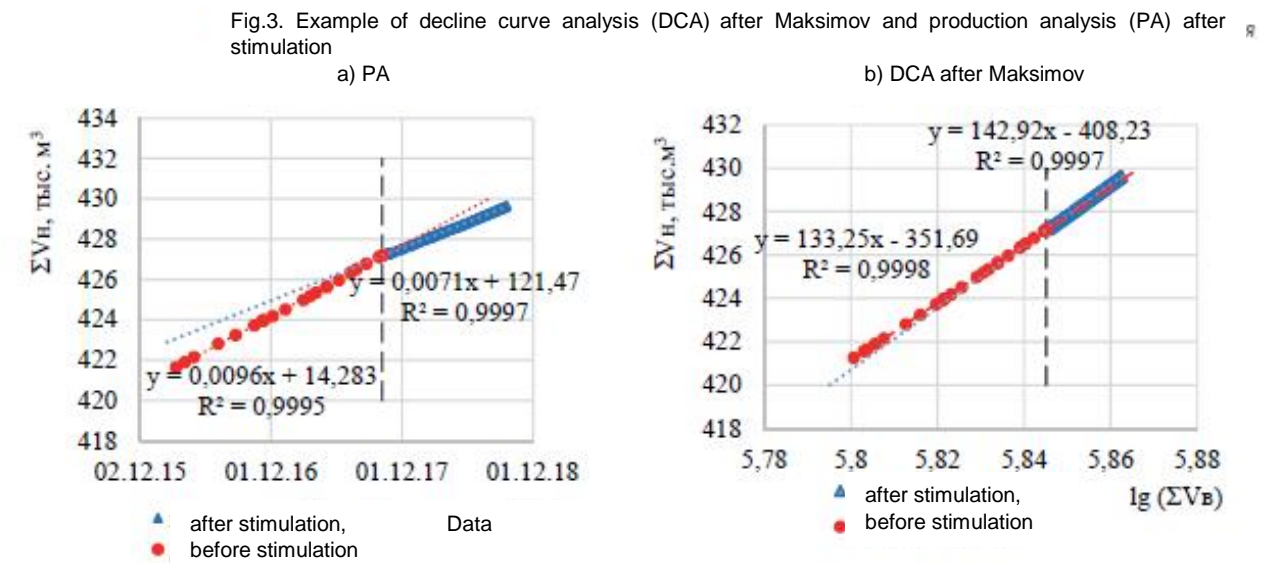 Fig.3. Example of decline curve analysis (DCA) after Maksimov and production analysis (PA) after
stimulation
я
a) PA
ΣVн, тыс. м³
434
432
430
428
426
424
422
420
418
y = 0,0071x + 121,47
R² = 0,9997
y = 0,0096x + 14,283
R² = 0,9995
02.12.15 01.12.16 01.12.17 01.12.18
after stimulation,
before stimulation
Data
b) DCA after Maksimov
ΣVн, тыс.м³
432
430
428
426
424
422
420
418
y = 142,92x - 408,23
R² = 0,9997
y = 133,25x - 351,69
R² = 0,9998
5,78 5,8 5,82 5,84 5,86 5,88
lg (ΣVв)
after stimulation,
before stimulation